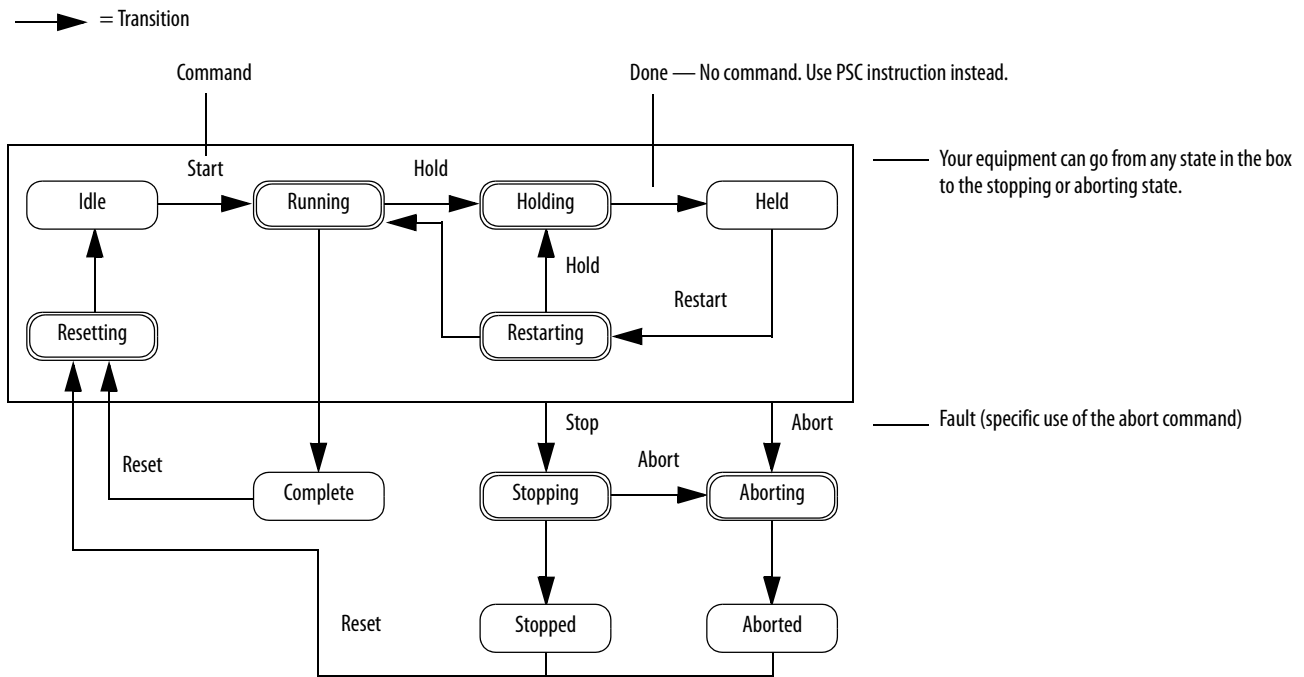 = Transition
Command
Done — No command. Use PSC instruction instead.
Start
Hold
Your equipment can go from any state in the box
to the stopping or aborting state.
Idle
Running
Holding
Held
Hold
Restart
Resetting
Restarting
Stop
Abort
Fault (specific use of the abort command)
Reset
Abort
Complete
Stopping
Aborting
Reset
Stopped
Aborted